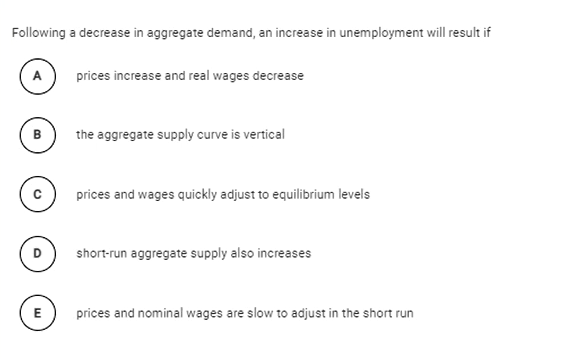 Following a decrease in aggregate demand, an increase in unemployment will result if
A prices increase and real wages decrease
B the aggregate supply curve is vertical
C prices and wages quickly adjust to equilibrium levels
D short-run aggregate supply also increases
E prices and nominal wages are slow to adjust in the short run